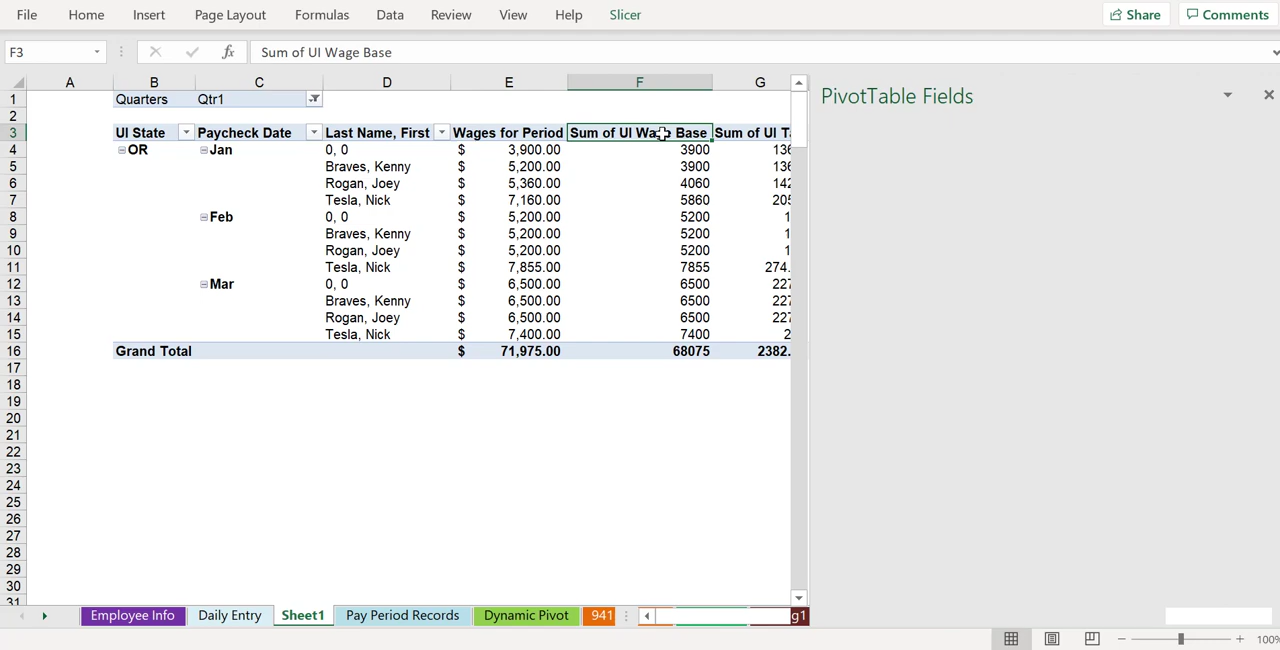 File Home Insert Page Layout Formulas Data Review View Help Slicer Share Comments
F3 fx Sum of UI Wage Base
PivotTable Fields
A B C D E F G
1 Quarters Qtr1
2
3 UI State Paycheck Date Last Name, First Wages for Period Sum of UI Wage Base Sum of UI T
4 OR Jan 0, 0 $ 3,900.00 3900 136
5 Braves, Kenny $ 5,200.00 3900 136
6 Rogan, Joey $ 5,360.00 4060 142
7 Tesla, Nick $ 7,160.00 5860 205
8 Feb 0, 0 $ 5,200.00 5200 1
9 Braves, Kenny $ 5,200.00 5200 1
10 Rogan, Joey $ 5,200.00 5200 1
11 Tesla, Nick $ 7,855.00 7855 274.
12 Mar 0, 0 $ 6,500.00 6500 227
13 Braves, Kenny $ 6,500.00 6500 227
14 Rogan, Joey $ 6,500.00 6500 227
15 Tesla, Nick $ 7,400.00 7400 2
16 Grand Total $ 71,975.00 68075 2382.
17
18
19
20
21
22
23
24
25
26
27
28
29
30
31
Employee Info Daily Entry Sheet1 Pay Period Records Dynamic Pivot 941 g1
100%